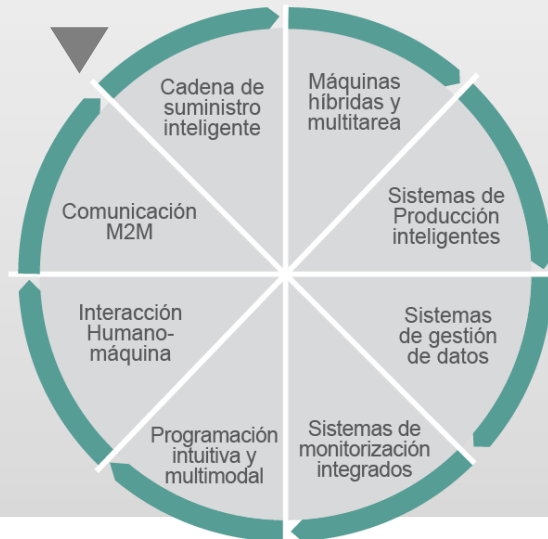 Cadena de
suministro
inteligente
Máquinas
híbridas y
multitarea
Sistemas de
Producción
inteligentes
Sistemas
de gestión
de datos
Sistemas de
monitorización
integrados
Programación
intuitiva y
multimodal
Interacción
Humano-
máquina
Comunicación
M2M